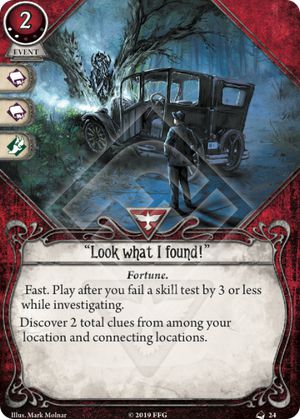 2
EVENT
“Look what I found!”
Fortune.
Fast. Play after you fail a skill test by 3 or less
while investigating.
Discover 2 total clues from among your
location and connecting locations.
Illus. Mark Molnar
© 2019 FFG
24